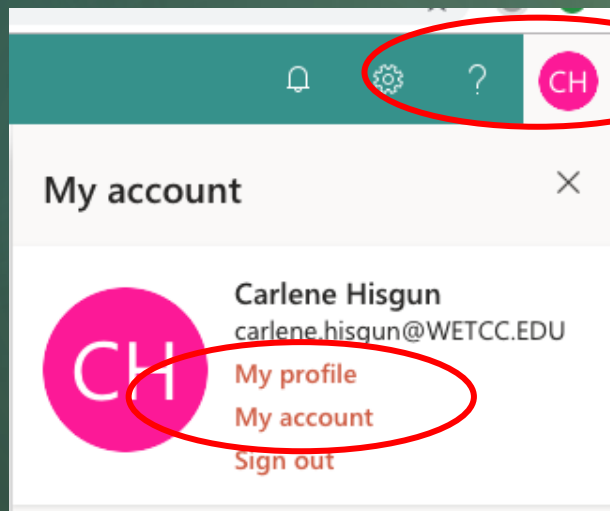 ?
CH
My account
CH
Carlene Hisgun
carlene.hisgun@WETCC.EDU
My profile
My account
Sign out